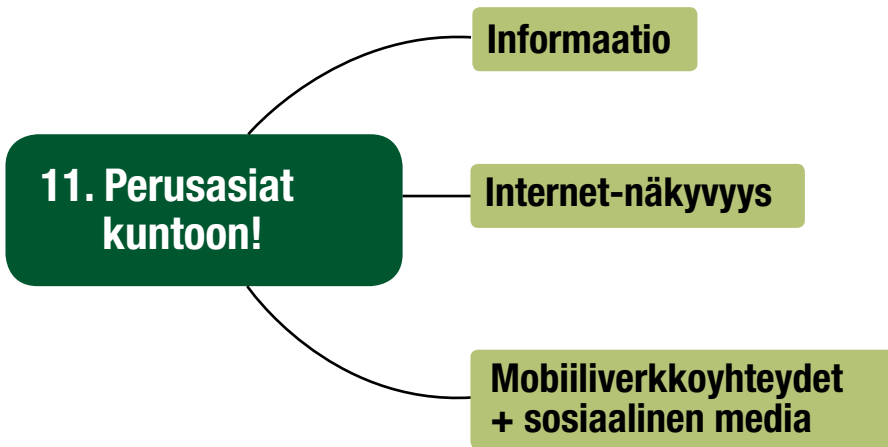 Informaatio
11. Perusasiat
kuntoon!
Internet-näkyvyys
Mobiiliverkkoyhteydet
+ sosiaalinen media